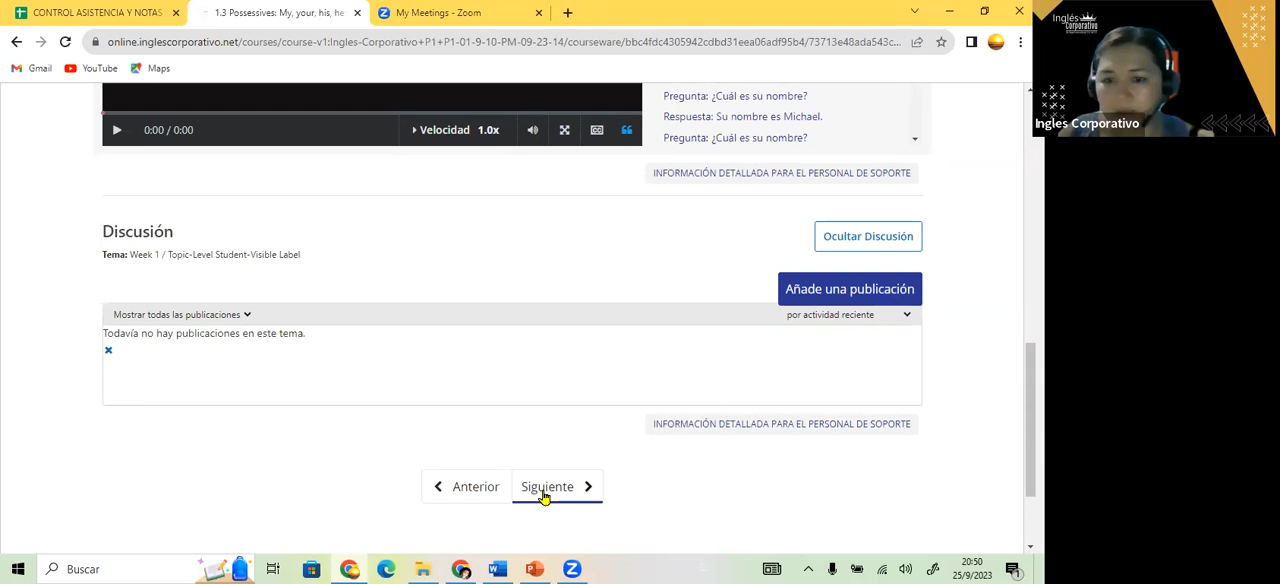 CONTROL ASISTENCIA Y NOTAS
1.3 Possessives: My, your, his, he
My Meetings - Zoom
online.inglescorporativo.net/courses/course-v1:Ingles-Corporativo+P1+P1-01-9-10-PM-09-23-14/courseware/bbc4fdc4305942cdbd31eea06adf95b4/73713e48ada543c...
Gmail
YouTube
Maps
Inglés
Corporativo
Ingles Corporativo
Pregunta: ¿Cuál es su nombre?
Respuesta: Su nombre es Michael.
Pregunta: ¿Cuál es su nombre?
0:00 / 0:00
Velocidad 1.0x
INFORMACIÓN DETALLADA PARA EL PERSONAL DE SOPORTE
Discusión
Ocultar Discusión
Tema: Week 1 / Topic-Level Student-Visible Label
Añade una publicación
Mostrar todas las publicaciones
por actividad reciente
Todavía no hay publicaciones en este tema.
INFORMACIÓN DETALLADA PARA EL PERSONAL DE SOPORTE
Anterior
Siguiente
Buscar
20:50
25/9/2023